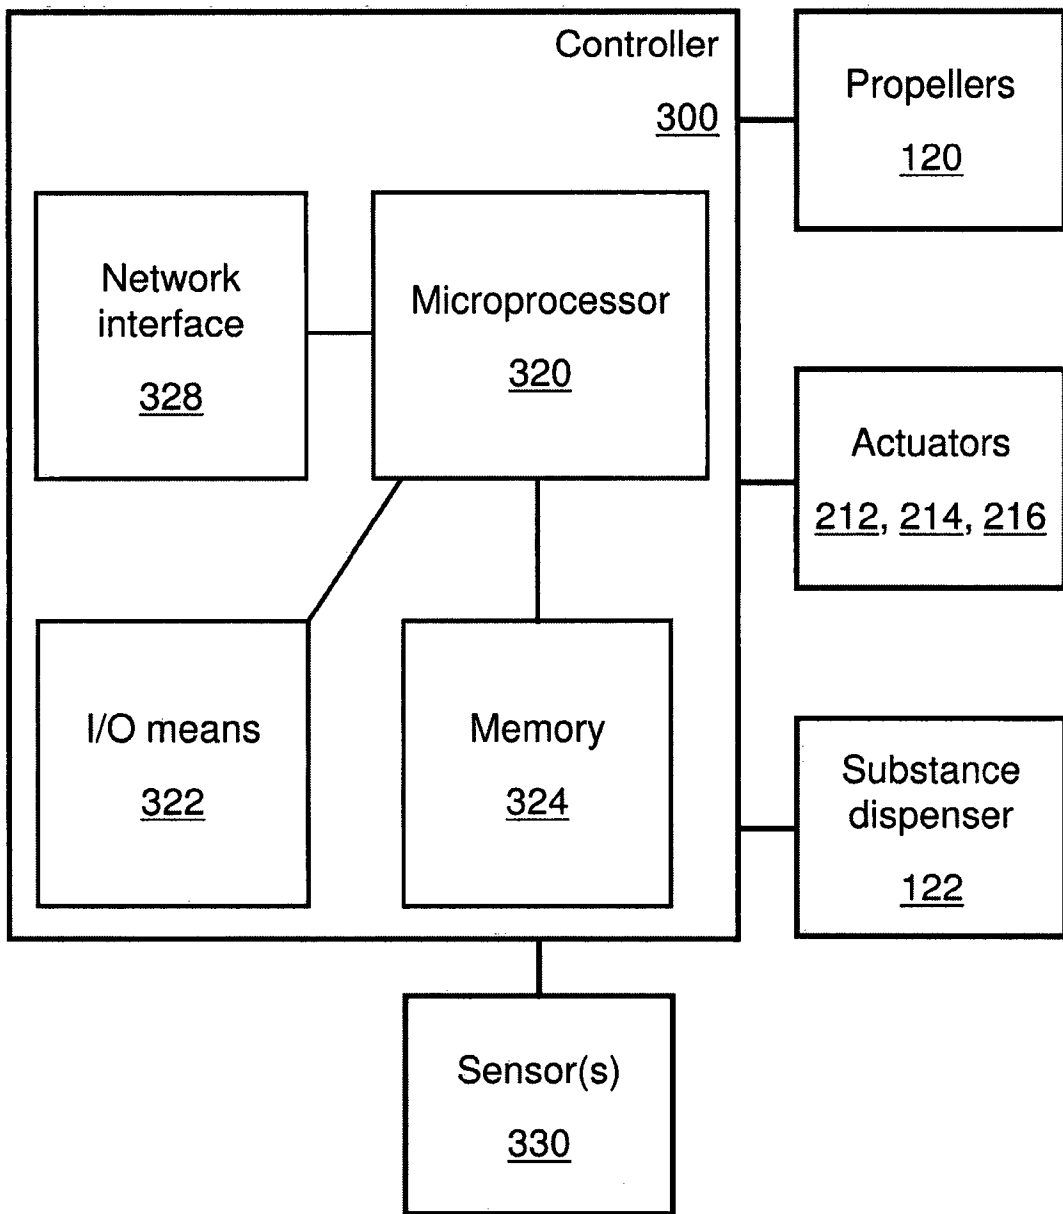 Controller
300
Propellers
120
Network
interface
328
Microprocessor
320
Actuators
212, 214, 216
I/O means
322
Memory
324
Substance
dispenser
122
Sensor(s)
330